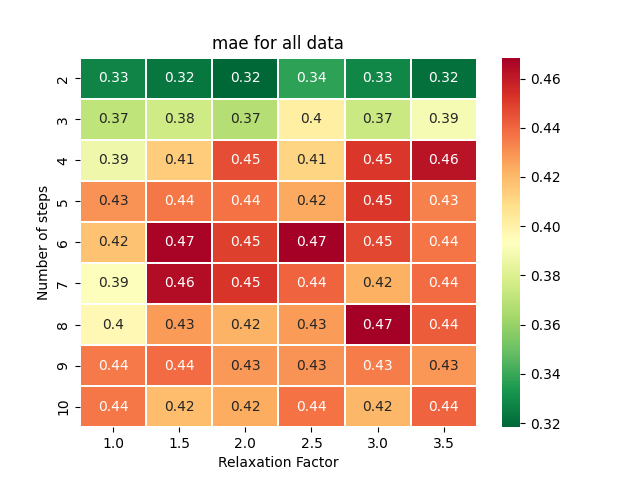 mae for all data
2 0.33 0.32 0.32 0.34 0.33 0.32
3 0.37 0.38 0.37 0.4 0.37 0.39
4 0.39 0.41 0.45 0.41 0.45 0.46
5 0.43 0.44 0.44 0.42 0.45 0.43
6 0.42 0.47 0.45 0.47 0.45 0.44
7 0.39 0.46 0.45 0.44 0.42 0.44
8 0.4 0.43 0.42 0.43 0.47 0.44
9 0.44 0.44 0.43 0.43 0.43 0.43
10 0.44 0.42 0.42 0.44 0.42 0.44
1.0 1.5 2.0 2.5 3.0 3.5
Relaxation Factor
Number of steps
0.46
0.44
0.42
0.40
0.38
0.36
0.34
0.32